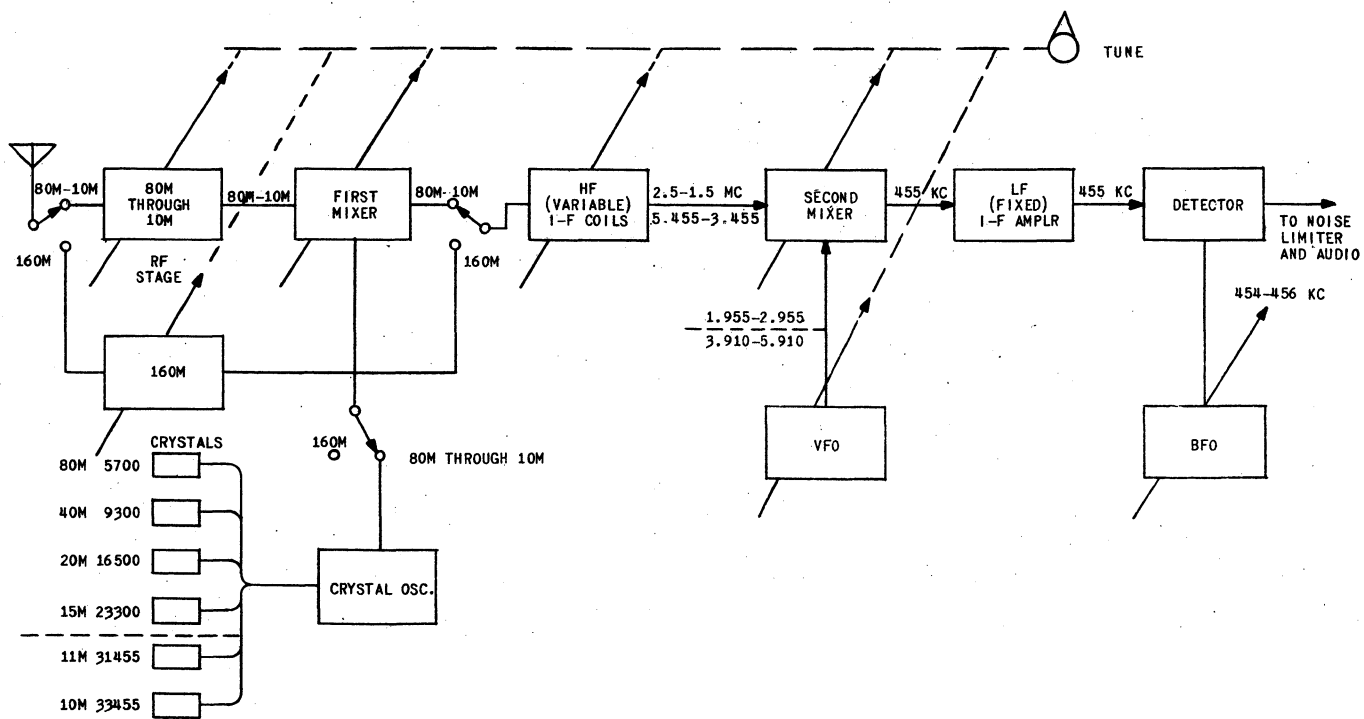 TUNE
80M-10M
80M
THROUGH
10M
80M-10M
FIRST
MIXER
80M-10M
HF
(VARIABLE)
I-F COILS
2.5-1.5 MC
5.455-3.455
SECOND
MIXER
455 KC
LF
(FIXED)
I-F AMPLR
455 KC
DETECTOR
TO NOISE
LIMITER
AND AUDIO
160M
RF
STAGE
160M
454-456 KC
1.955-2.955
3.910-5.910
160M
VFO
BFO
160M
80M THROUGH 10M
CRYSTALS
80M 5700
40M 9300
20M 16500
15M 23300
11M 31455
10M 33455
CRYSTAL OSC.